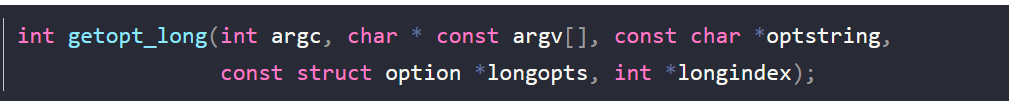 int getopt_long(int argc, char * const argv[], const char *optstring,
const struct option *longopts, int *longindex);